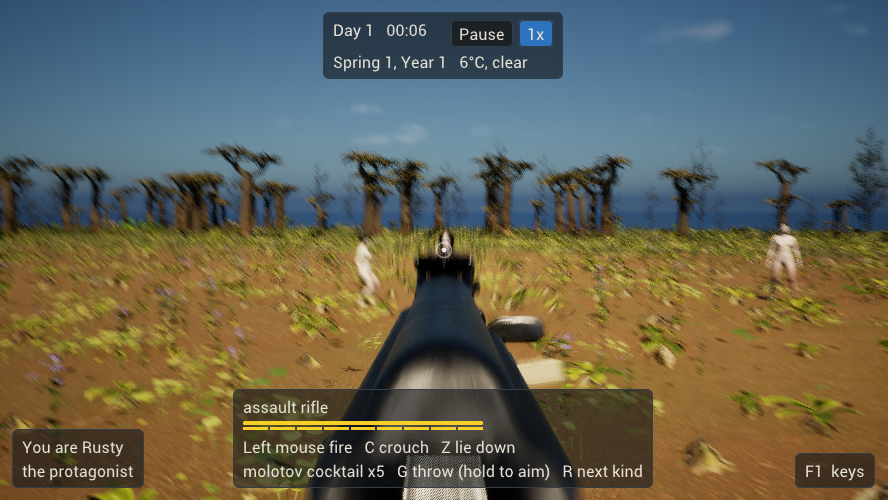 Day 1 00:06 Pause 1x
Spring 1, Year 1 6°C, clear
assault rifle
Left mouse fire C crouch Z lie down
molotov cocktail x5 G throw (hold to aim) R next kind
You are Rusty
the protagonist
F1 keys